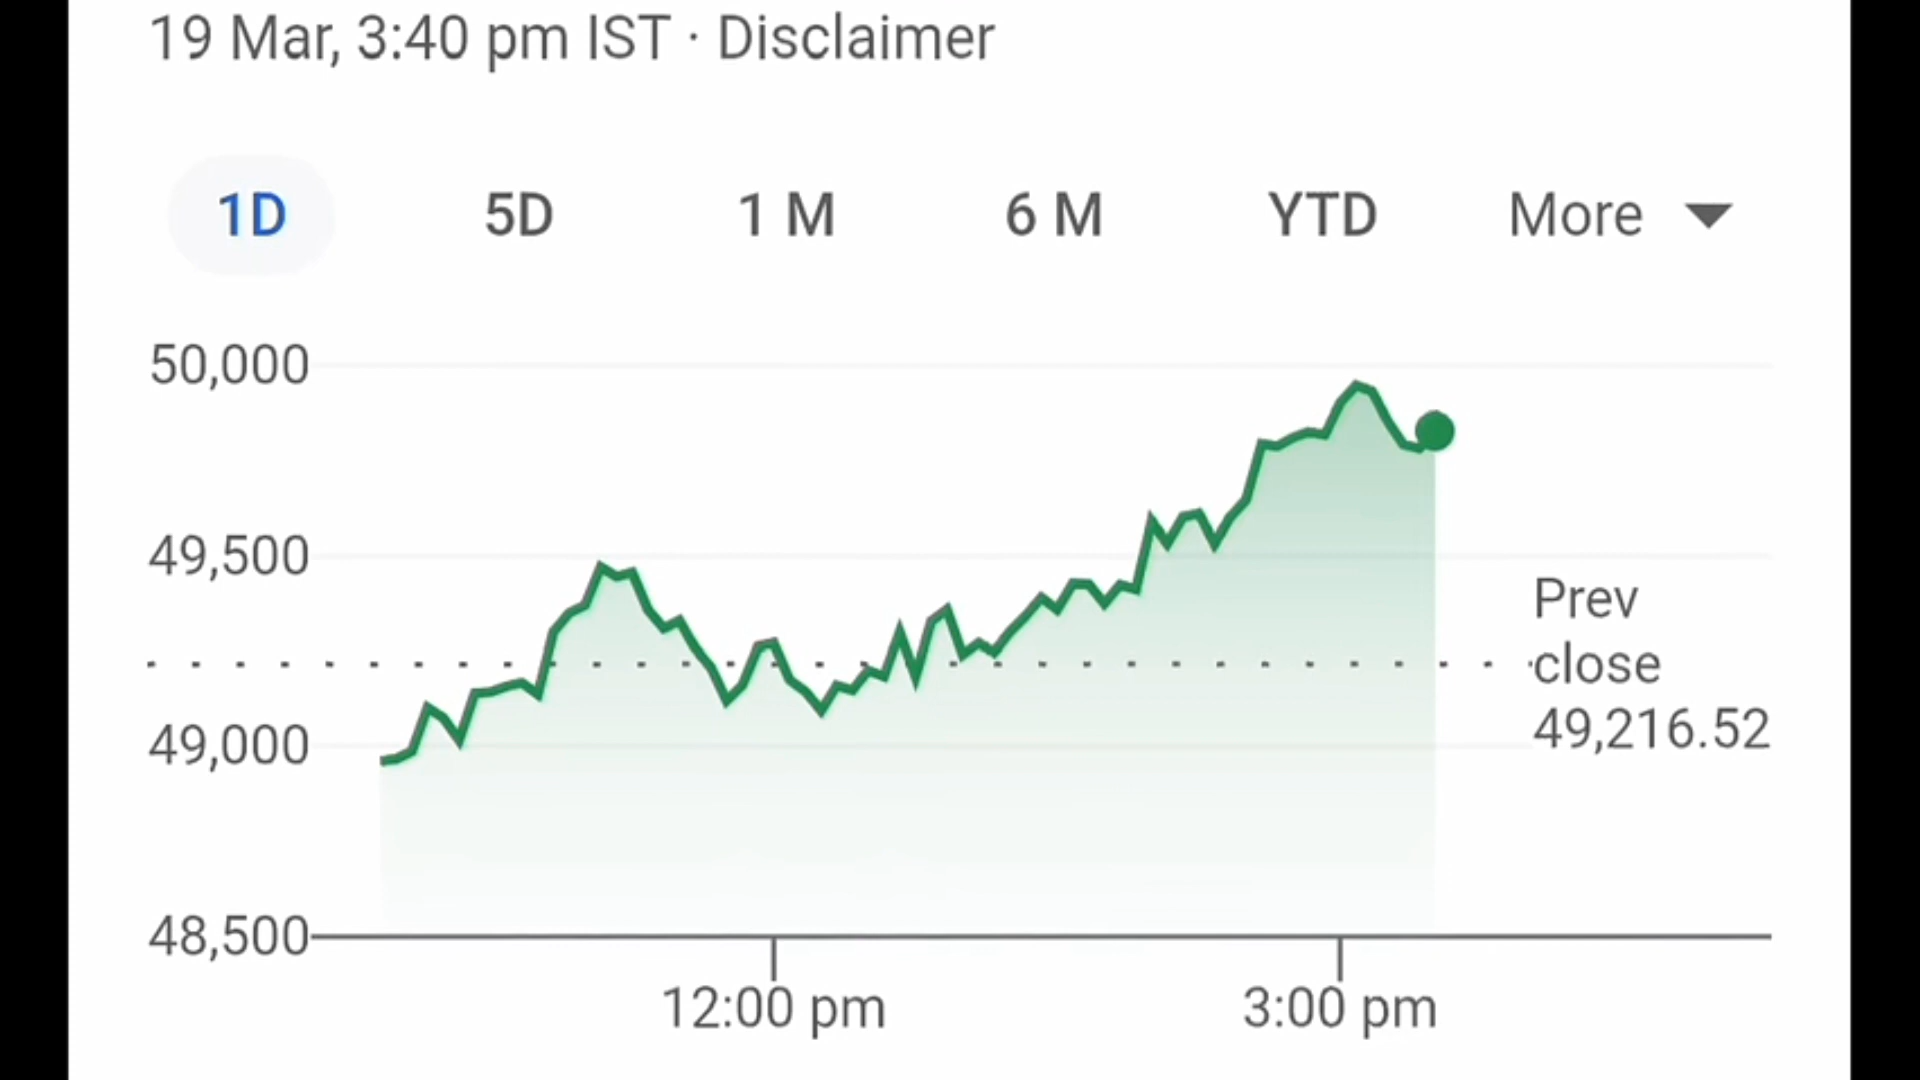 19 Mar, 3:40 pm IST · Disclaimer
1D 5D 1 M 6 M YTD More
50,000
49,500
49,000
48,500
Prev
close
49,216.52
12:00 pm 3:00 pm